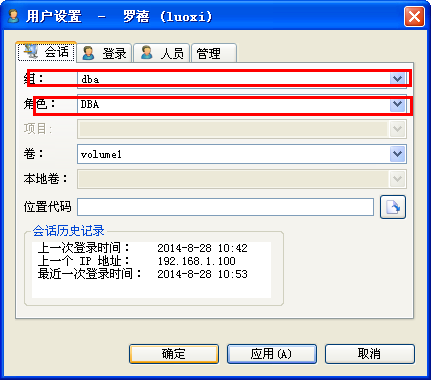 用户设置 － 罗禧 (luoxi)
会话 登录 人员 管理
组： dba
角色： DBA
项目:
卷： volume1
本地卷：
位置代码
会话历史记录
上一次登录时间： 2014-8-28 10:42
上一个 IP 地址： 192.168.1.100
最近一次登录时间： 2014-8-28 10:53
确定 应用(A) 取消